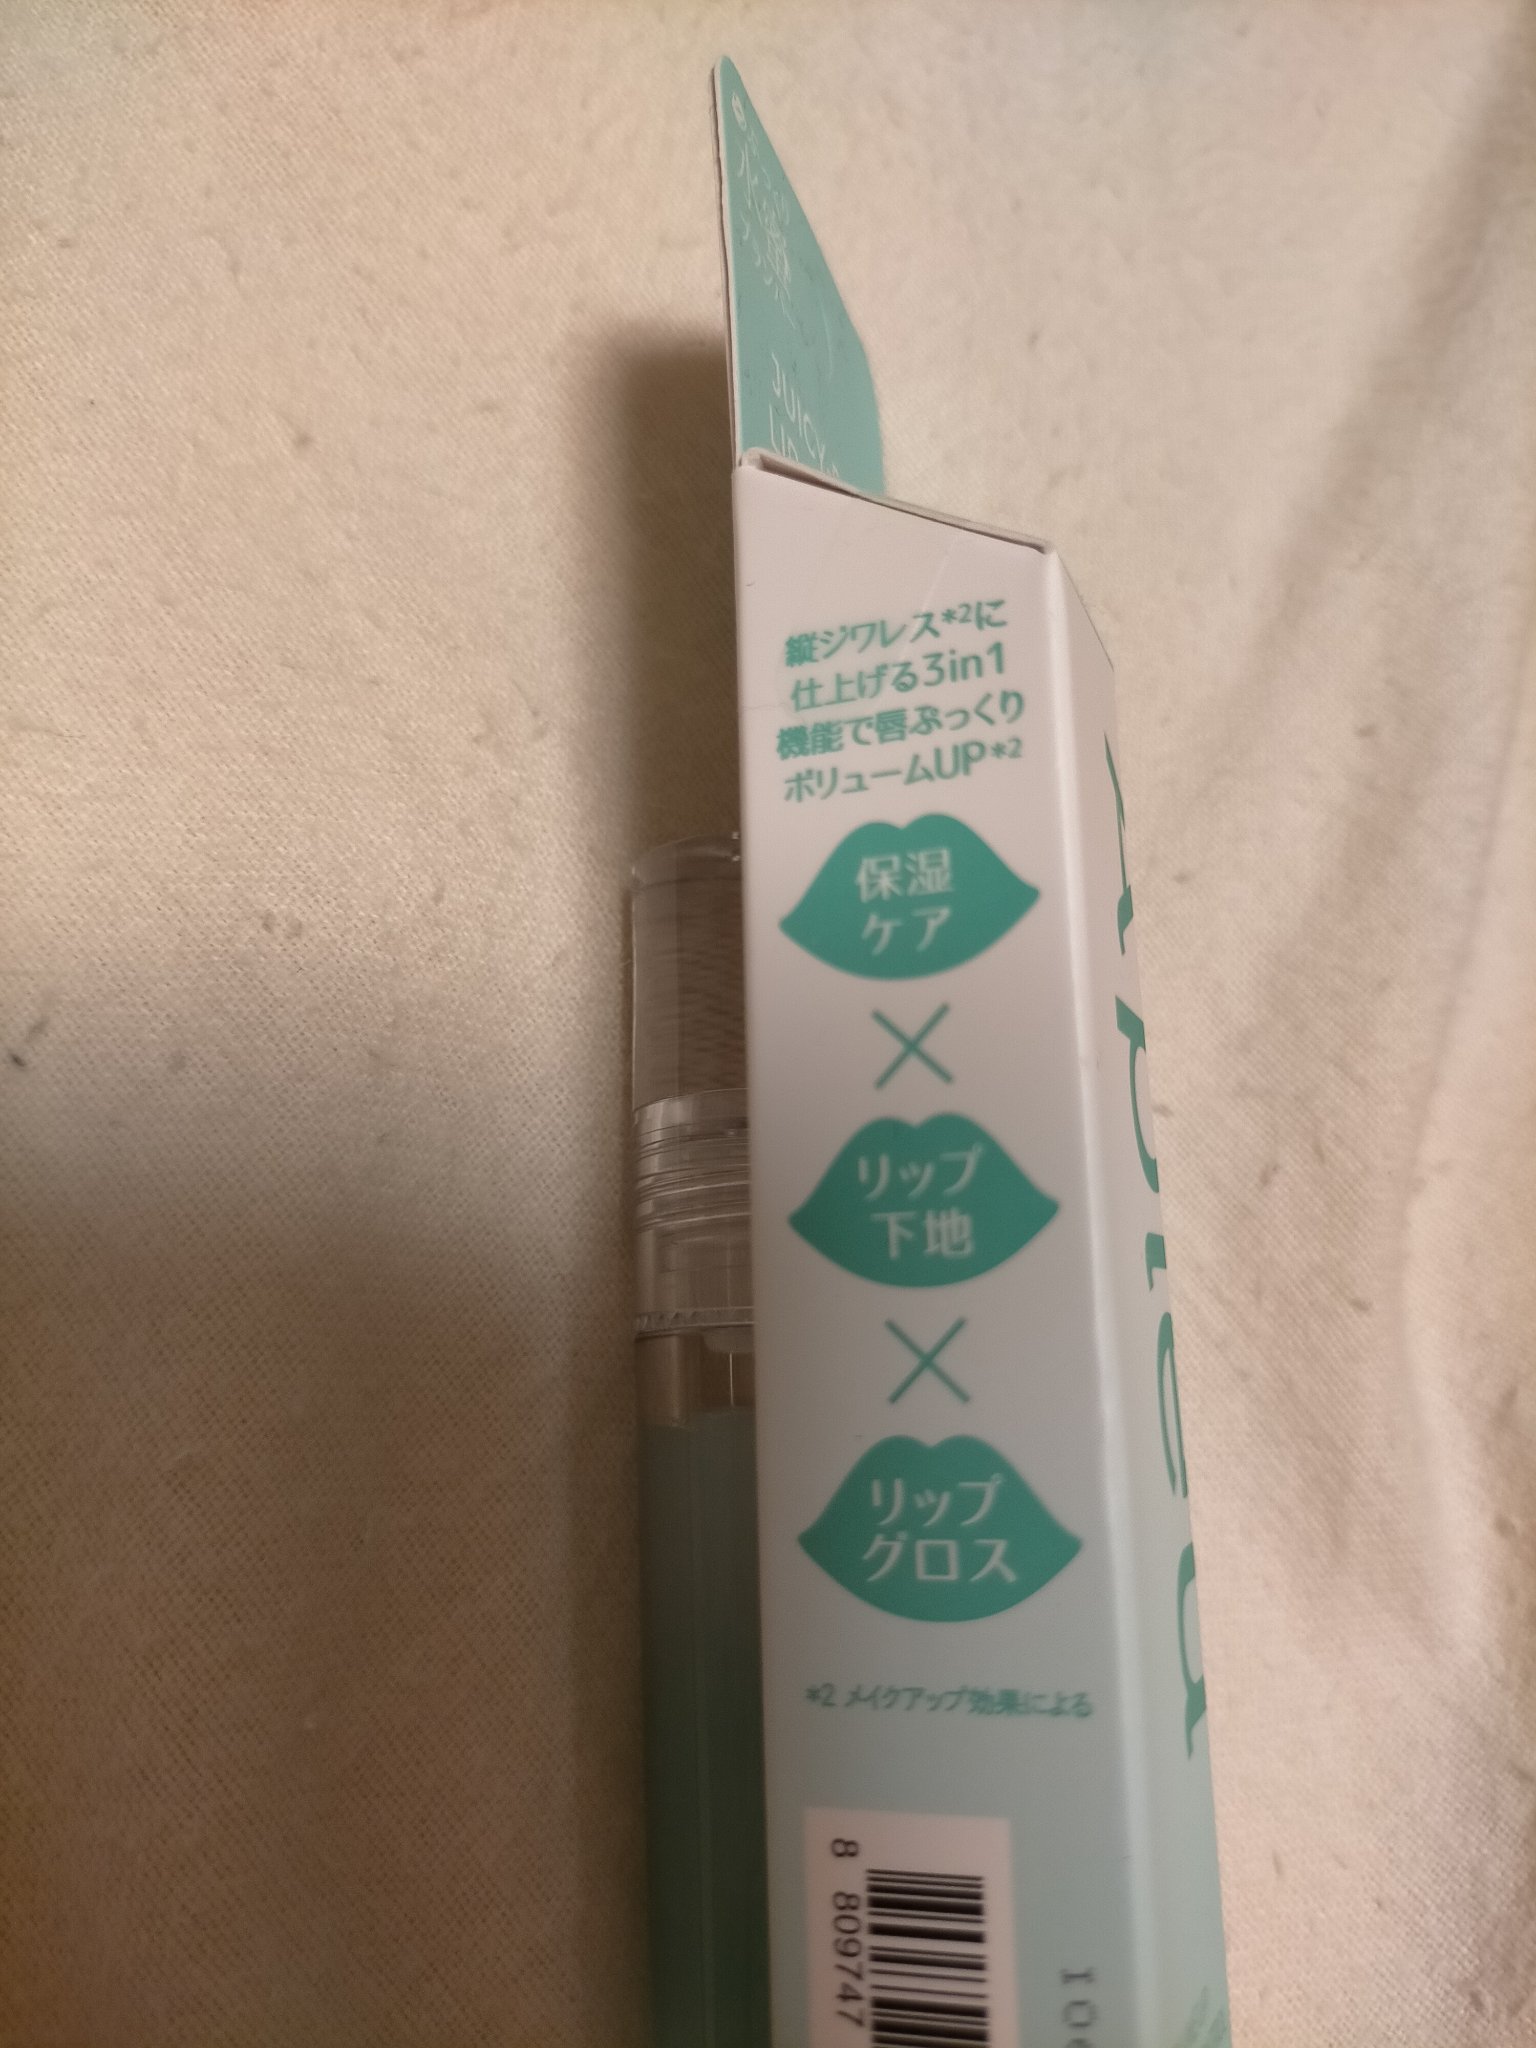 JUICY
縦ジワレス*2に
仕上げる3in1
機能で唇ぷっくり
ボリュームUP*2
保湿
ケア
×
リップ
下地
×
リップ
グロス
*2 メイクアップ効果による
8 809747